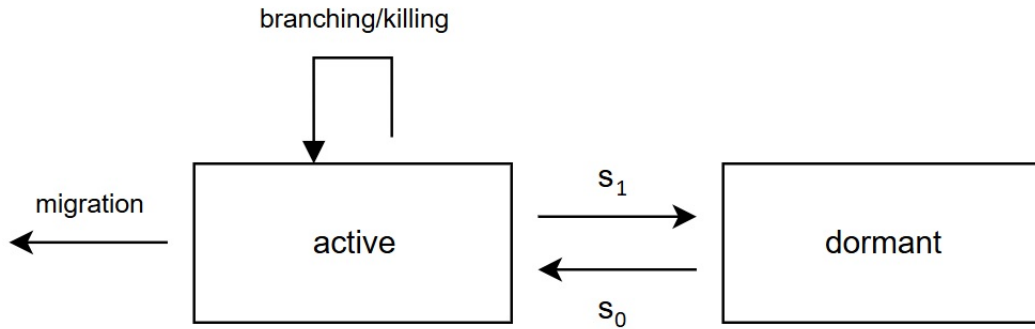 branching/killing
migration
active
s₁
s₀
dormant